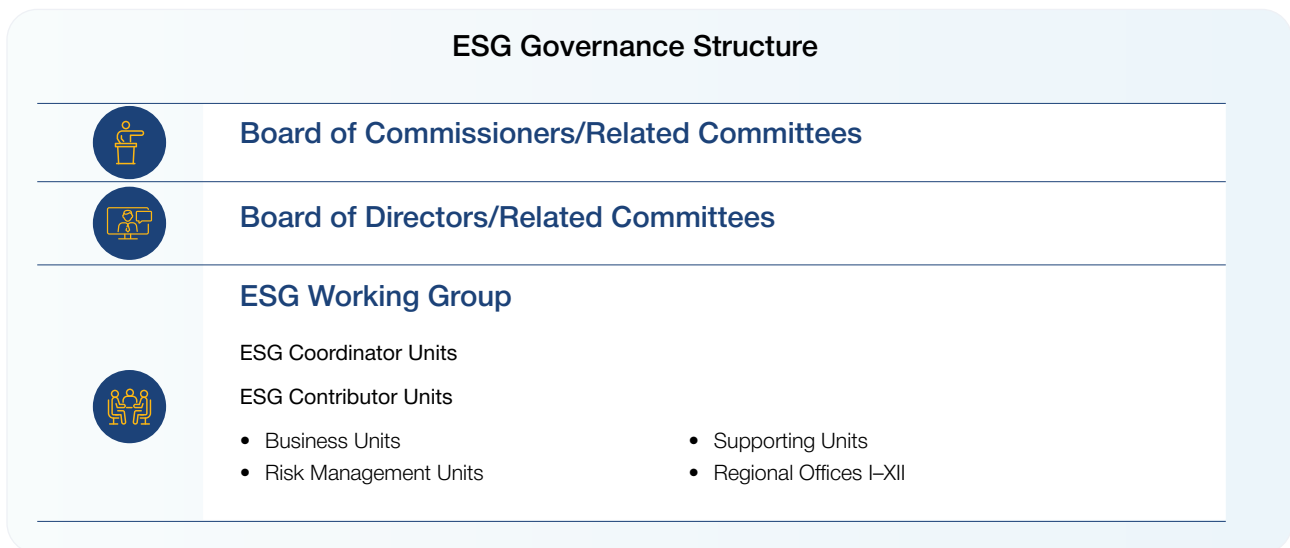 ESG Governance Structure
Board of Commissioners/Related Committees
Board of Directors/Related Committees
ESG Working Group
ESG Coordinator Units
ESG Contributor Units
• Business Units
• Risk Management Units
• Supporting Units
• Regional Offices I–XII